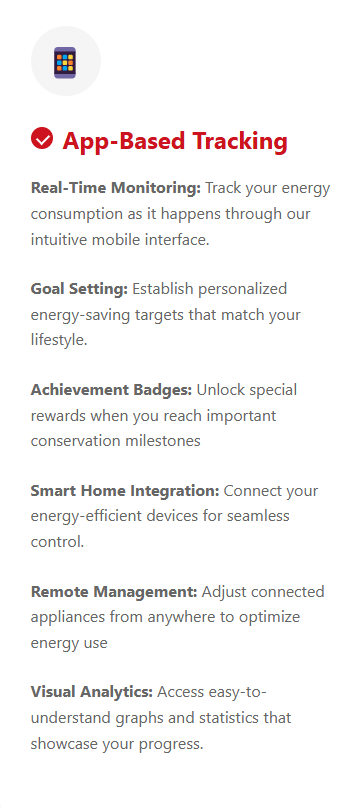 App-Based Tracking
Real-Time Monitoring: Track your energy
consumption as it happens through our
intuitive mobile interface.
Goal Setting: Establish personalized
energy-saving targets that match your
lifestyle.
Achievement Badges: Unlock special
rewards when you reach important
conservation milestones
Smart Home Integration: Connect your
energy-efficient devices for seamless
control.
Remote Management: Adjust connected
appliances from anywhere to optimize
energy use
Visual Analytics: Access easy-to-
understand graphs and statistics that
showcase your progress.